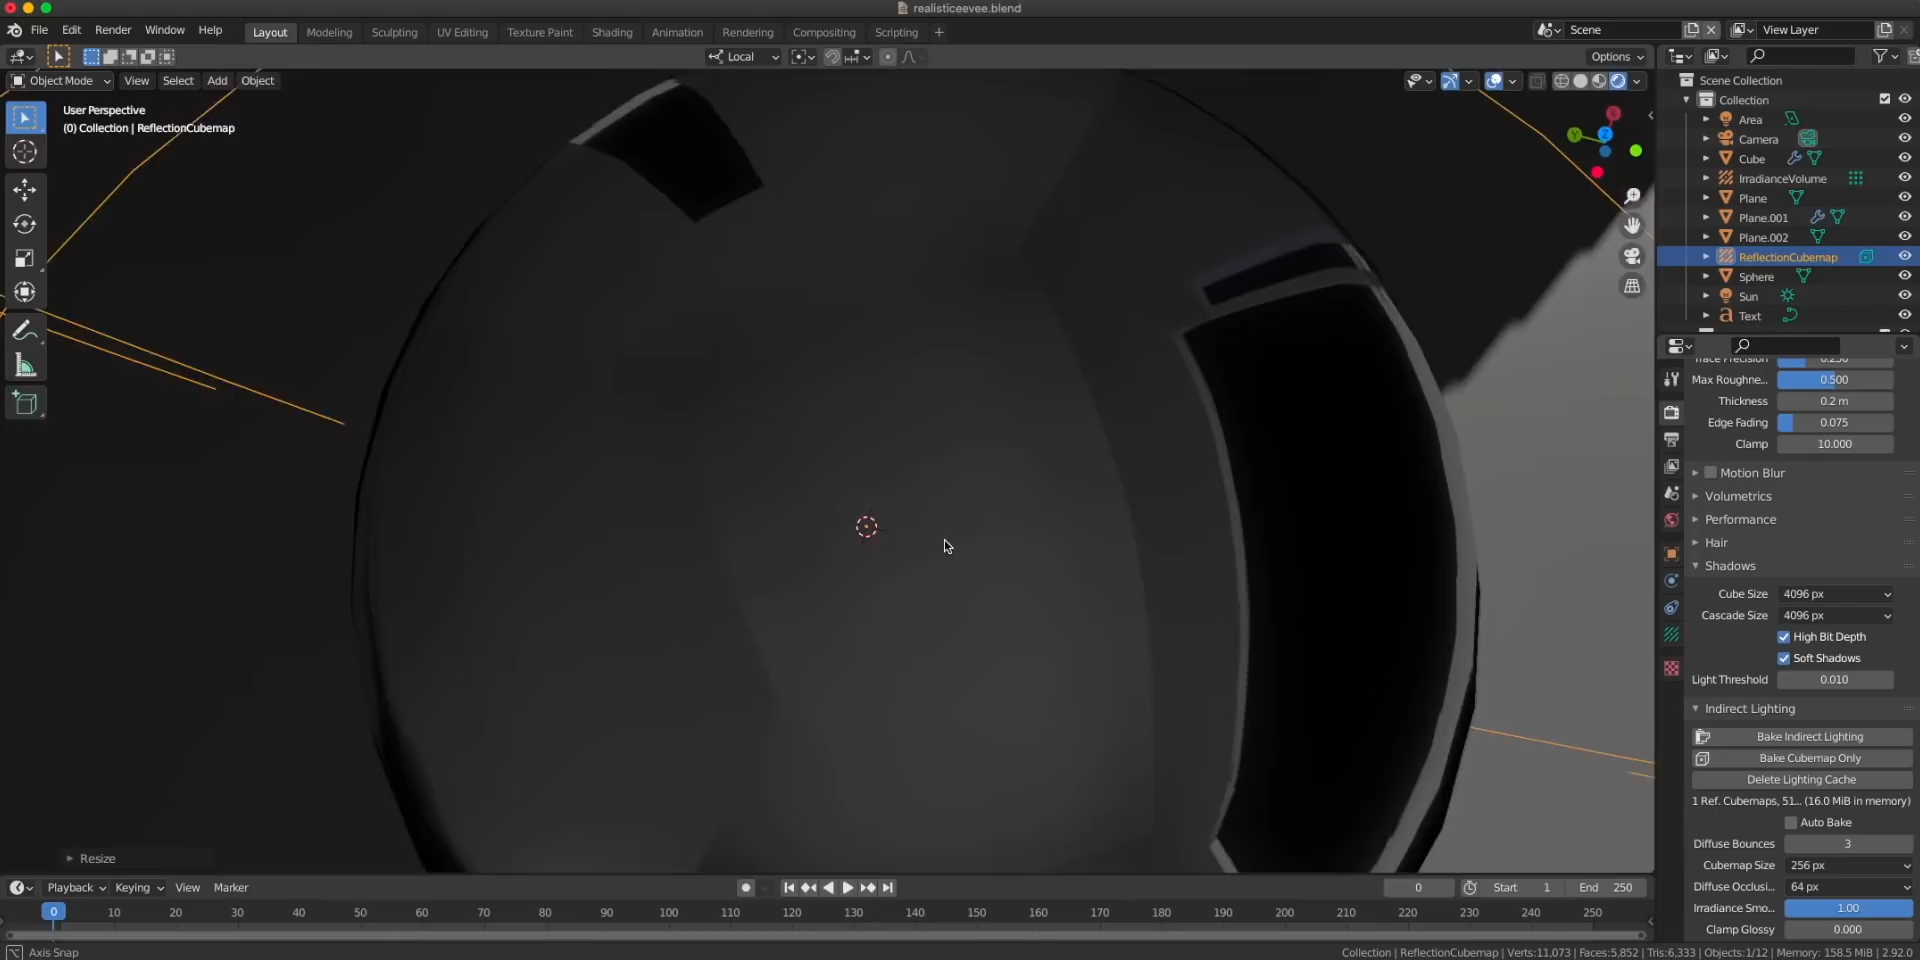 realisticeevee.blend
File Edit Render Window Help
Layout Modeling Sculpting UV Editing Texture Paint Shading Animation Rendering Compositing Scripting +
Scene
View Layer
Local
Options
Object Mode View Select Add Object
User Perspective
(0) Collection | ReflectionCubemap
Y
Z
Scene Collection
Collection
Area
Camera
Cube
IrradianceVolume
Plane
Plane.001
Plane.002
ReflectionCubemap
Sphere
Sun
Text
Trace Precision 0.250
Max Roughne... 0.500
Thickness 0.2 m
Edge Fading 0.075
Clamp 10.000
Motion Blur
Volumetrics
Performance
Hair
Shadows
Cube Size 4096 px
Cascade Size 4096 px
High Bit Depth
Soft Shadows
Light Threshold 0.010
Indirect Lighting
Bake Indirect Lighting
Bake Cubemap Only
Delete Lighting Cache
1 Ref. Cubemaps, 51... (16.0 MiB in memory)
Auto Bake
Diffuse Bounces 3
Cubemap Size 256 px
Diffuse Occlusi... 64 px
Irradiance Smo... 1.00
Clamp Glossy 0.000
Resize
Playback Keying View Marker
0 Start 1 End 250
0 10 20 30 40 50 60 70 80 90 100 110 120 130 140 150 160 170 180 190 200 210 220 230 240 250
Axis Snap
Collection | ReflectionCubemap | Verts:11,073 | Faces:5,852 | Tris:6,333 | Objects:1/12 | Memory: 158.5 MiB | 2.92.0